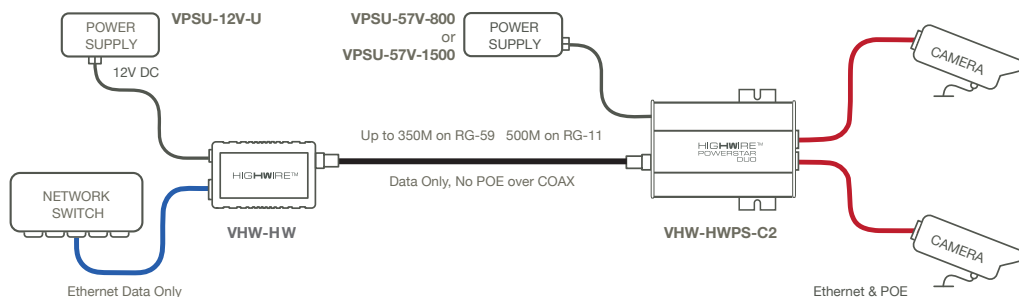 VPSU-12V-U
POWER
SUPPLY
12V DC
VPSU-57V-800
or
VPSU-57V-1500
POWER
SUPPLY
CAMERA
Up to 350M on RG-59 500M on RG-11
HIGHWIRE™
HIGHWIRE™
POWERSTAR
DUO
Data Only, No POE over COAX
NETWORK
SWITCH
VHW-HW
VHW-HWPS-C2
CAMERA
Ethernet Data Only
Ethernet & POE